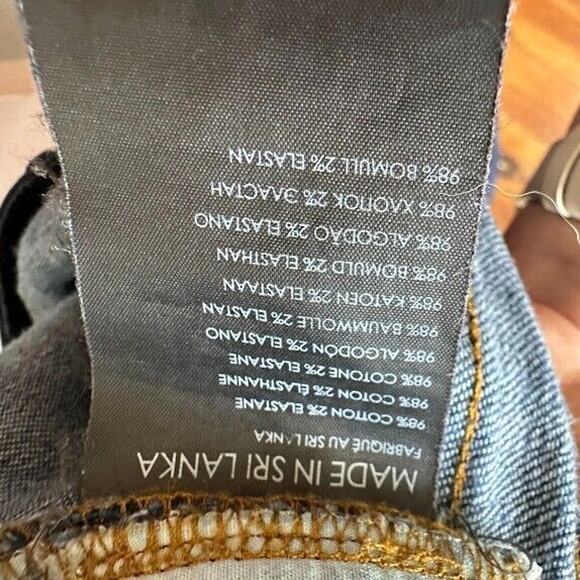 MADE IN SRI LANKA
FABRIQUÉ AU SRI LANKA
98% COTTON 2% ELASTANE
98% COTON 2% ÉLASTHANNE
98% COTONE 2% ELASTANE
98% ALGODÓN 2% ELASTANO
98% BAUMWOLLE 2% ELASTAN
98% KATOEN 2% ELASTAAN
98% BOMULD 2% ELASTHAN
98% ALGODÃO 2% ELASTANO
98% ХЛОПОК 2% ЭЛАСТАН
98% BOMULL 2% ELASTAN